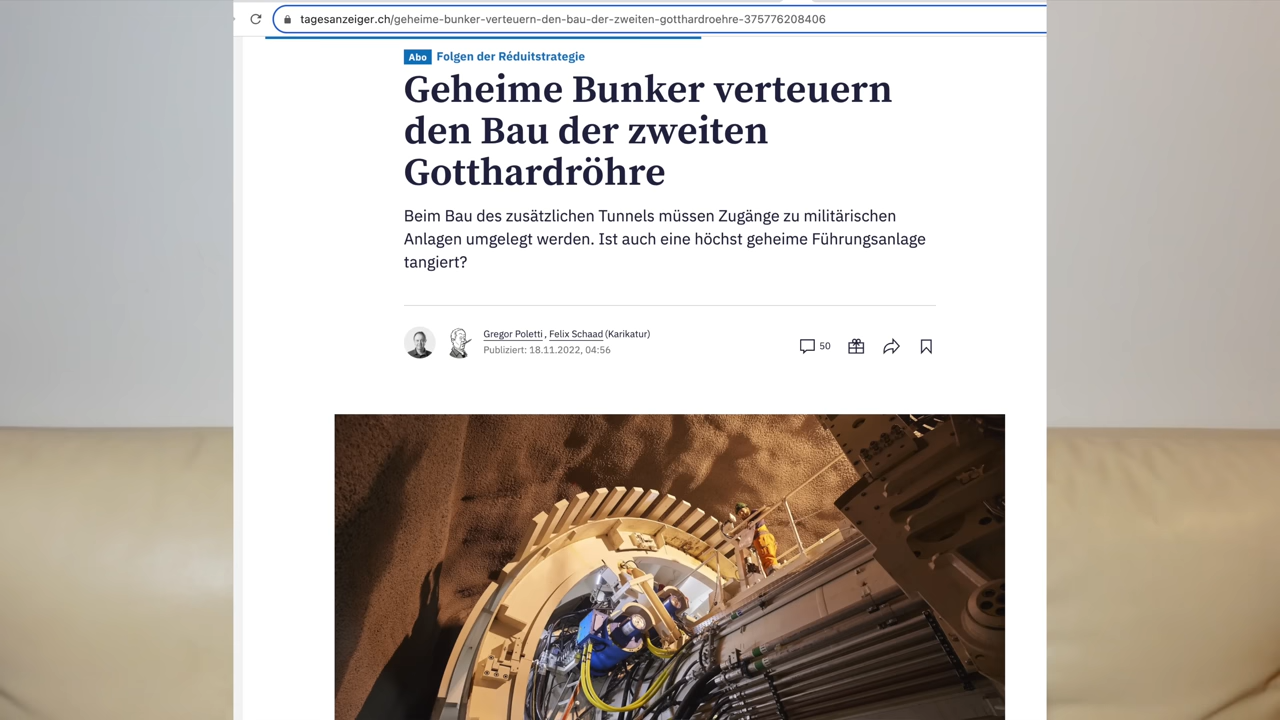 tagesanzeiger.ch/geheime-bunker-verteuern-den-bau-der-zweiten-gotthardroehre-375776208406
Abo Folgen der Réduitstrategie
Geheime Bunker verteuern
den Bau der zweiten
Gotthardröhre
Beim Bau des zusätzlichen Tunnels müssen Zugänge zu militärischen
Anlagen umgelegt werden. Ist auch eine höchst geheime Führungsanlage
tangiert?
Gregor Poletti, Felix Schaad (Karikatur)
Publiziert: 18.11.2022, 04:56
50